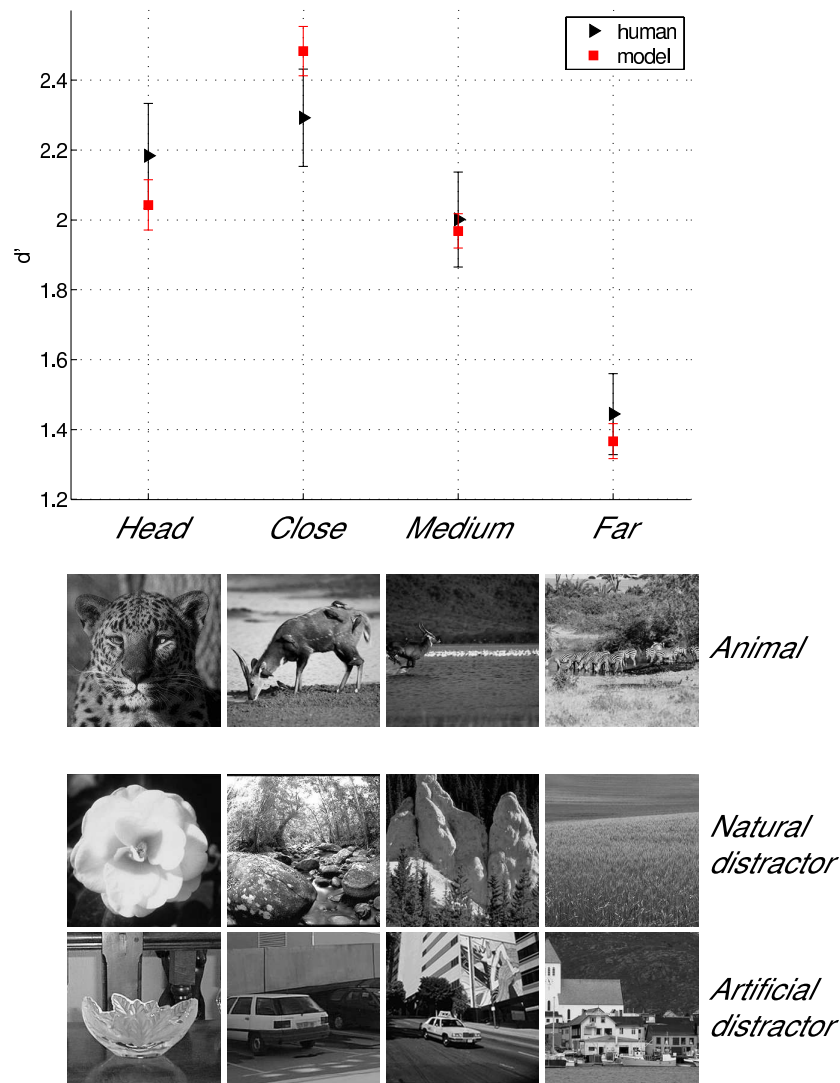 human
model
2.4
2.2
2
1.8
1.6
1.4
1.2
d'
Head Close Medium Far
Animal
Natural
distractor
Artificial
distractor